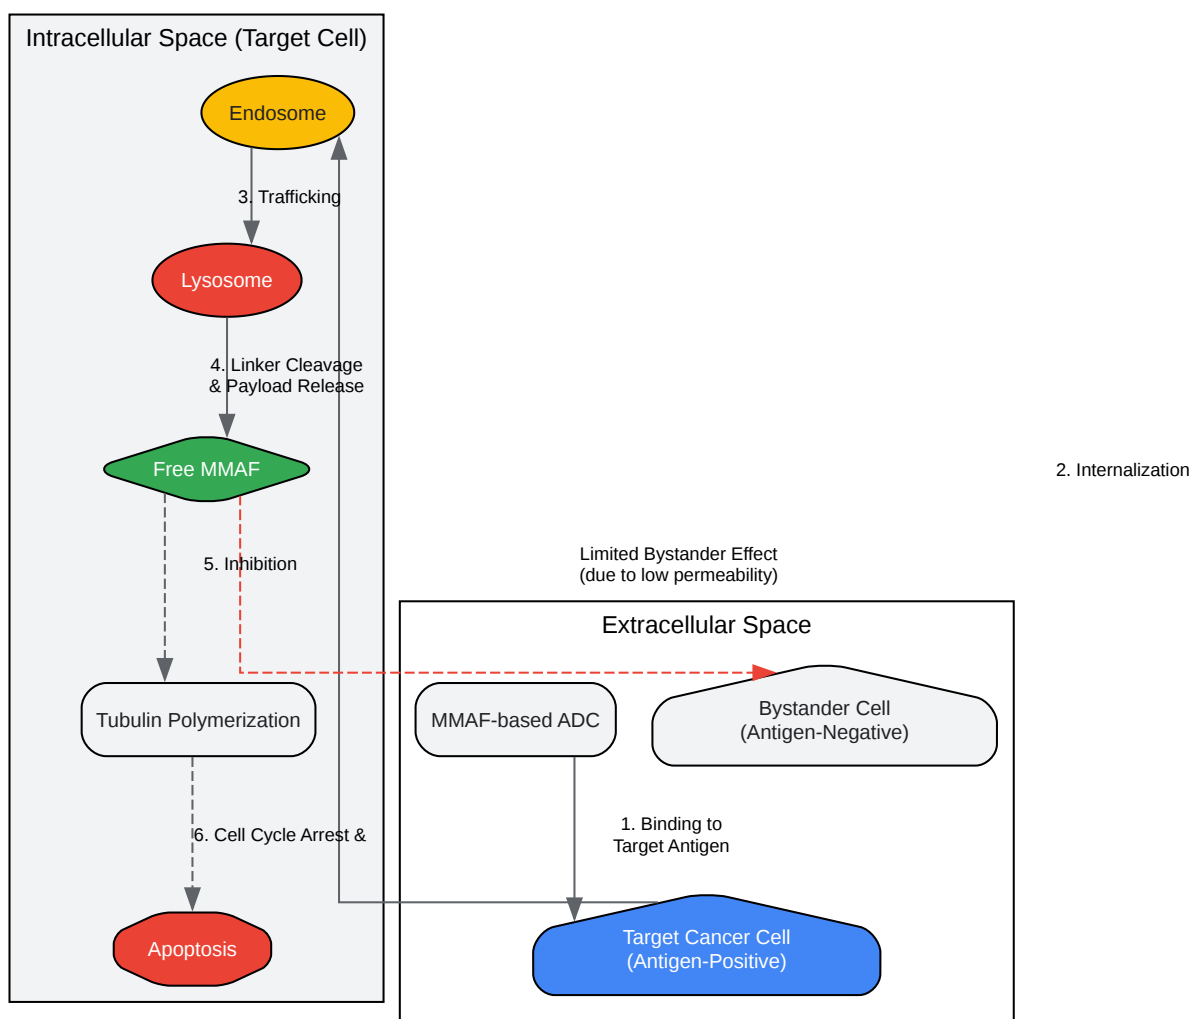 Intracellular Space (Target Cell)
Endosome
3. Trafficking
Lysosome
4. Linker Cleavage
& Payload Release
Free MMAF
2. Internalization
5. Inhibition
Limited Bystander Effect
(due to low permeability)
Extracellular Space
Tubulin Polymerization
MMAF-based ADC
Bystander Cell
(Antigen-Negative)
6. Cell Cycle Arrest &
1. Binding to
Target Antigen
Apoptosis
Target Cancer Cell
(Antigen-Positive)